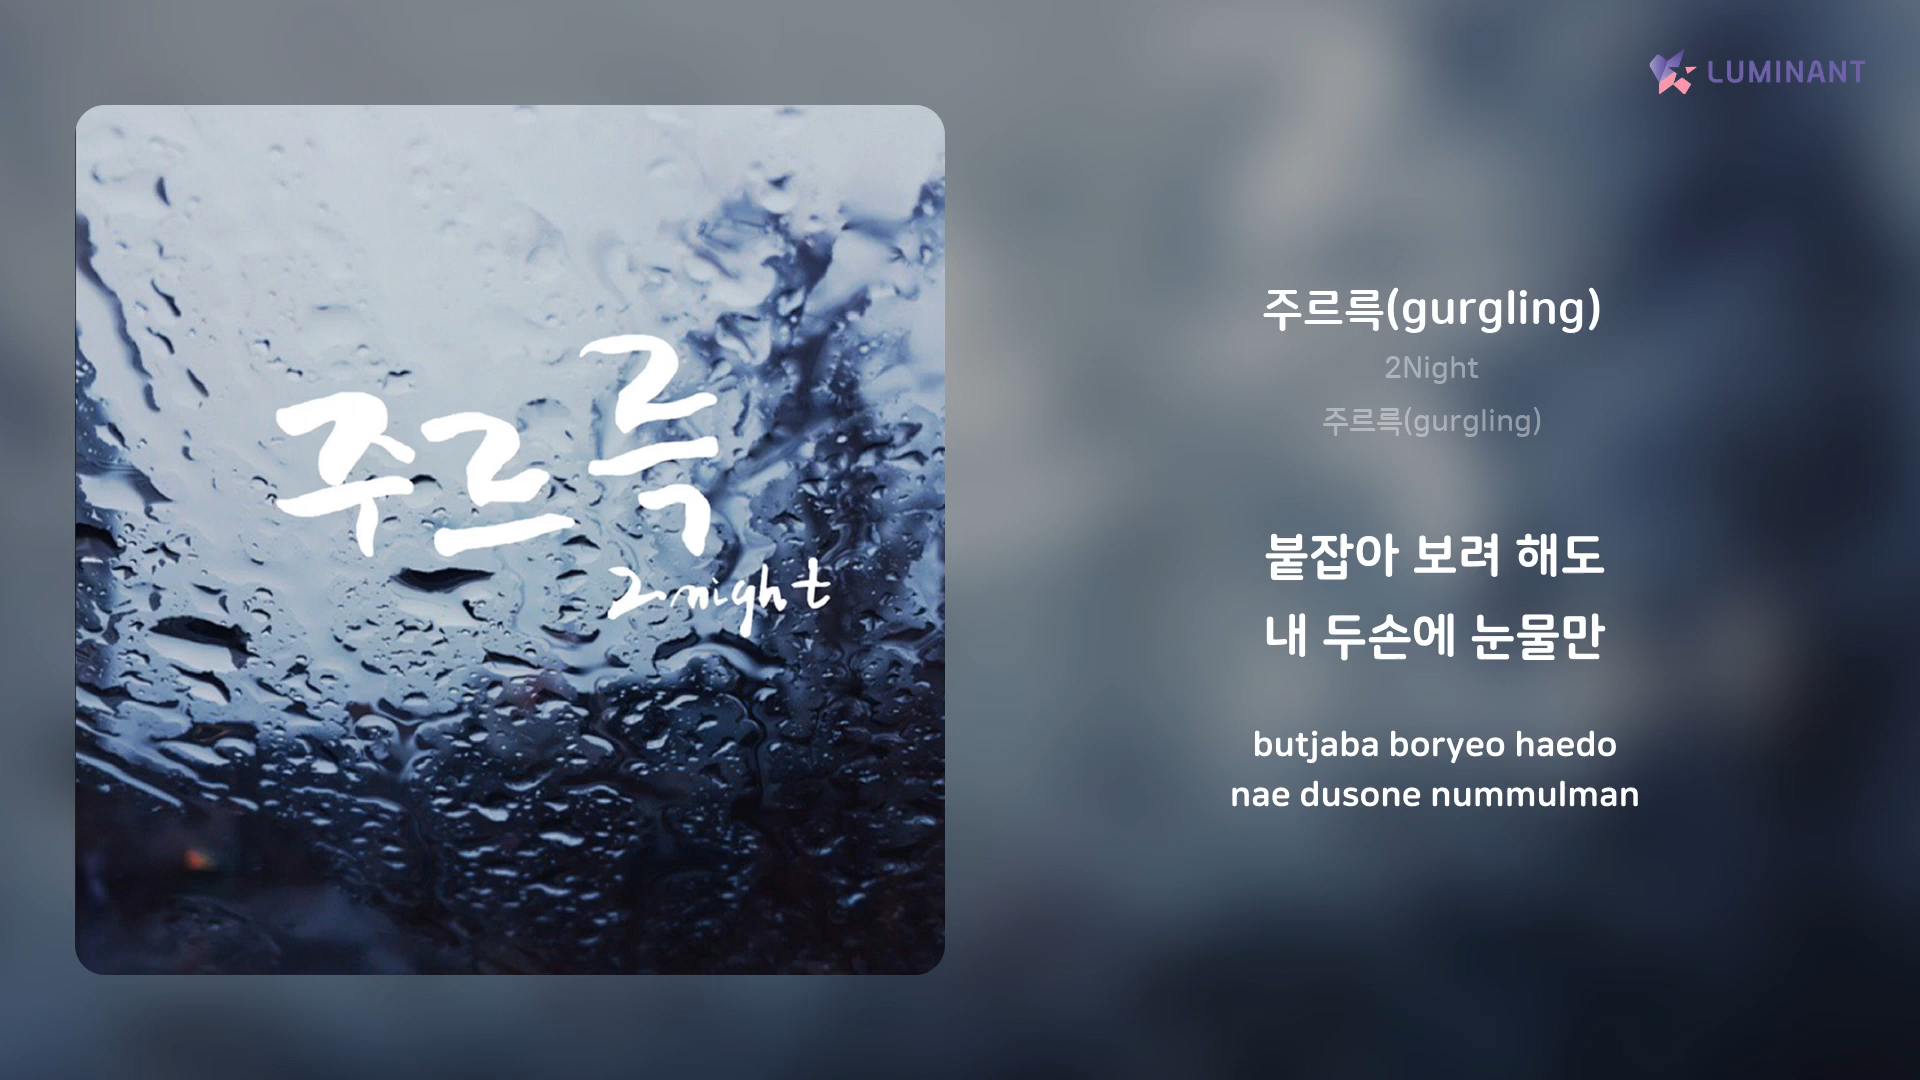 주르륵
2night
LUMINANT
주르륵(gurgling)
2Night
주르륵(gurgling)
붙잡아 보려 해도
내 두손에 눈물만
butjaba boryeo haedo
nae dusone nummulman